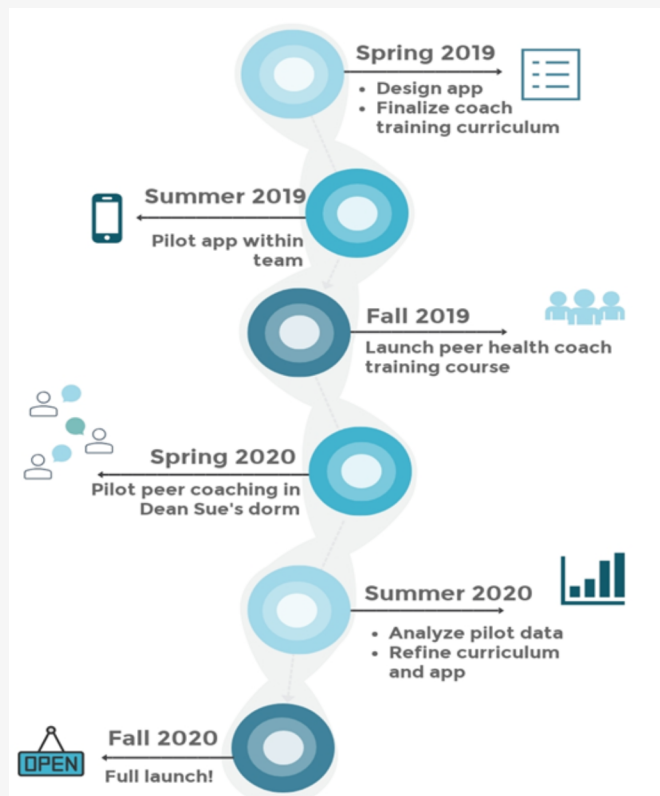 Spring 2019
• Design app
• Finalize coach
training curriculum
Summer 2019
Pilot app within
team
Fall 2019
Launch peer health coach
training course
Spring 2020
Pilot peer coaching in
Dean Sue's dorm
Summer 2020
• Analyze pilot data
• Refine curriculum
and app
Fall 2020
Full launch!
OPEN